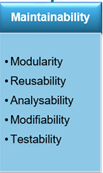 Maintainability
• Modularity
• Reusability
• Analysability
• Modifiability
• Testability